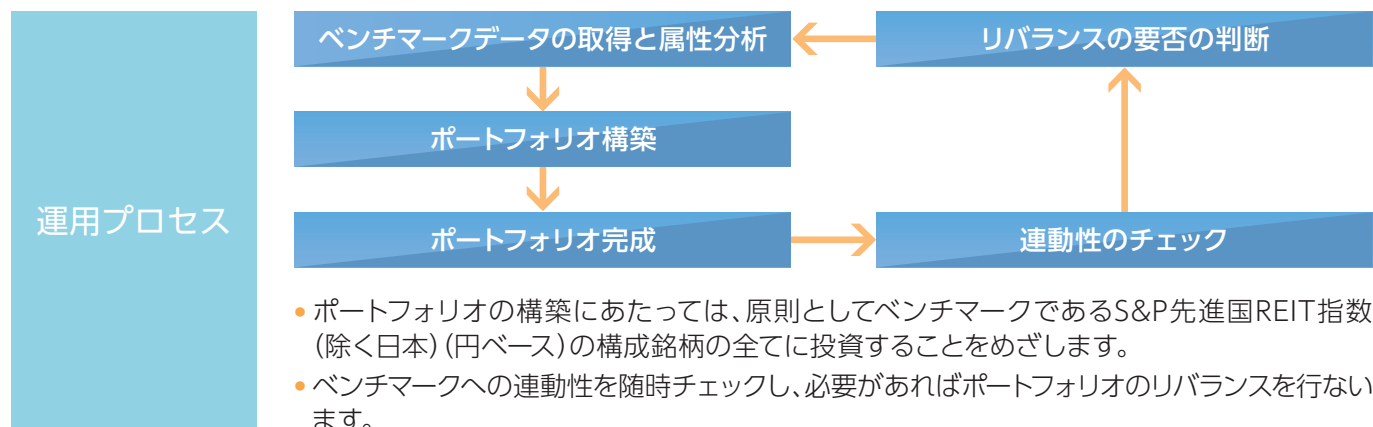 運用プロセス
ベンチマークデータの取得と属性分析
リバランスの要否の判断
ポートフォリオ構築
ポートフォリオ完成
連動性のチェック
• ポートフォリオの構築にあたっては、原則としてベンチマークであるS&P先進国REIT指数
(除く日本)(円ベース)の構成銘柄の全てに投資することをめざします。
• ベンチマークへの連動性を随時チェックし、必要があればポートフォリオのリバランスを行ない
ます。